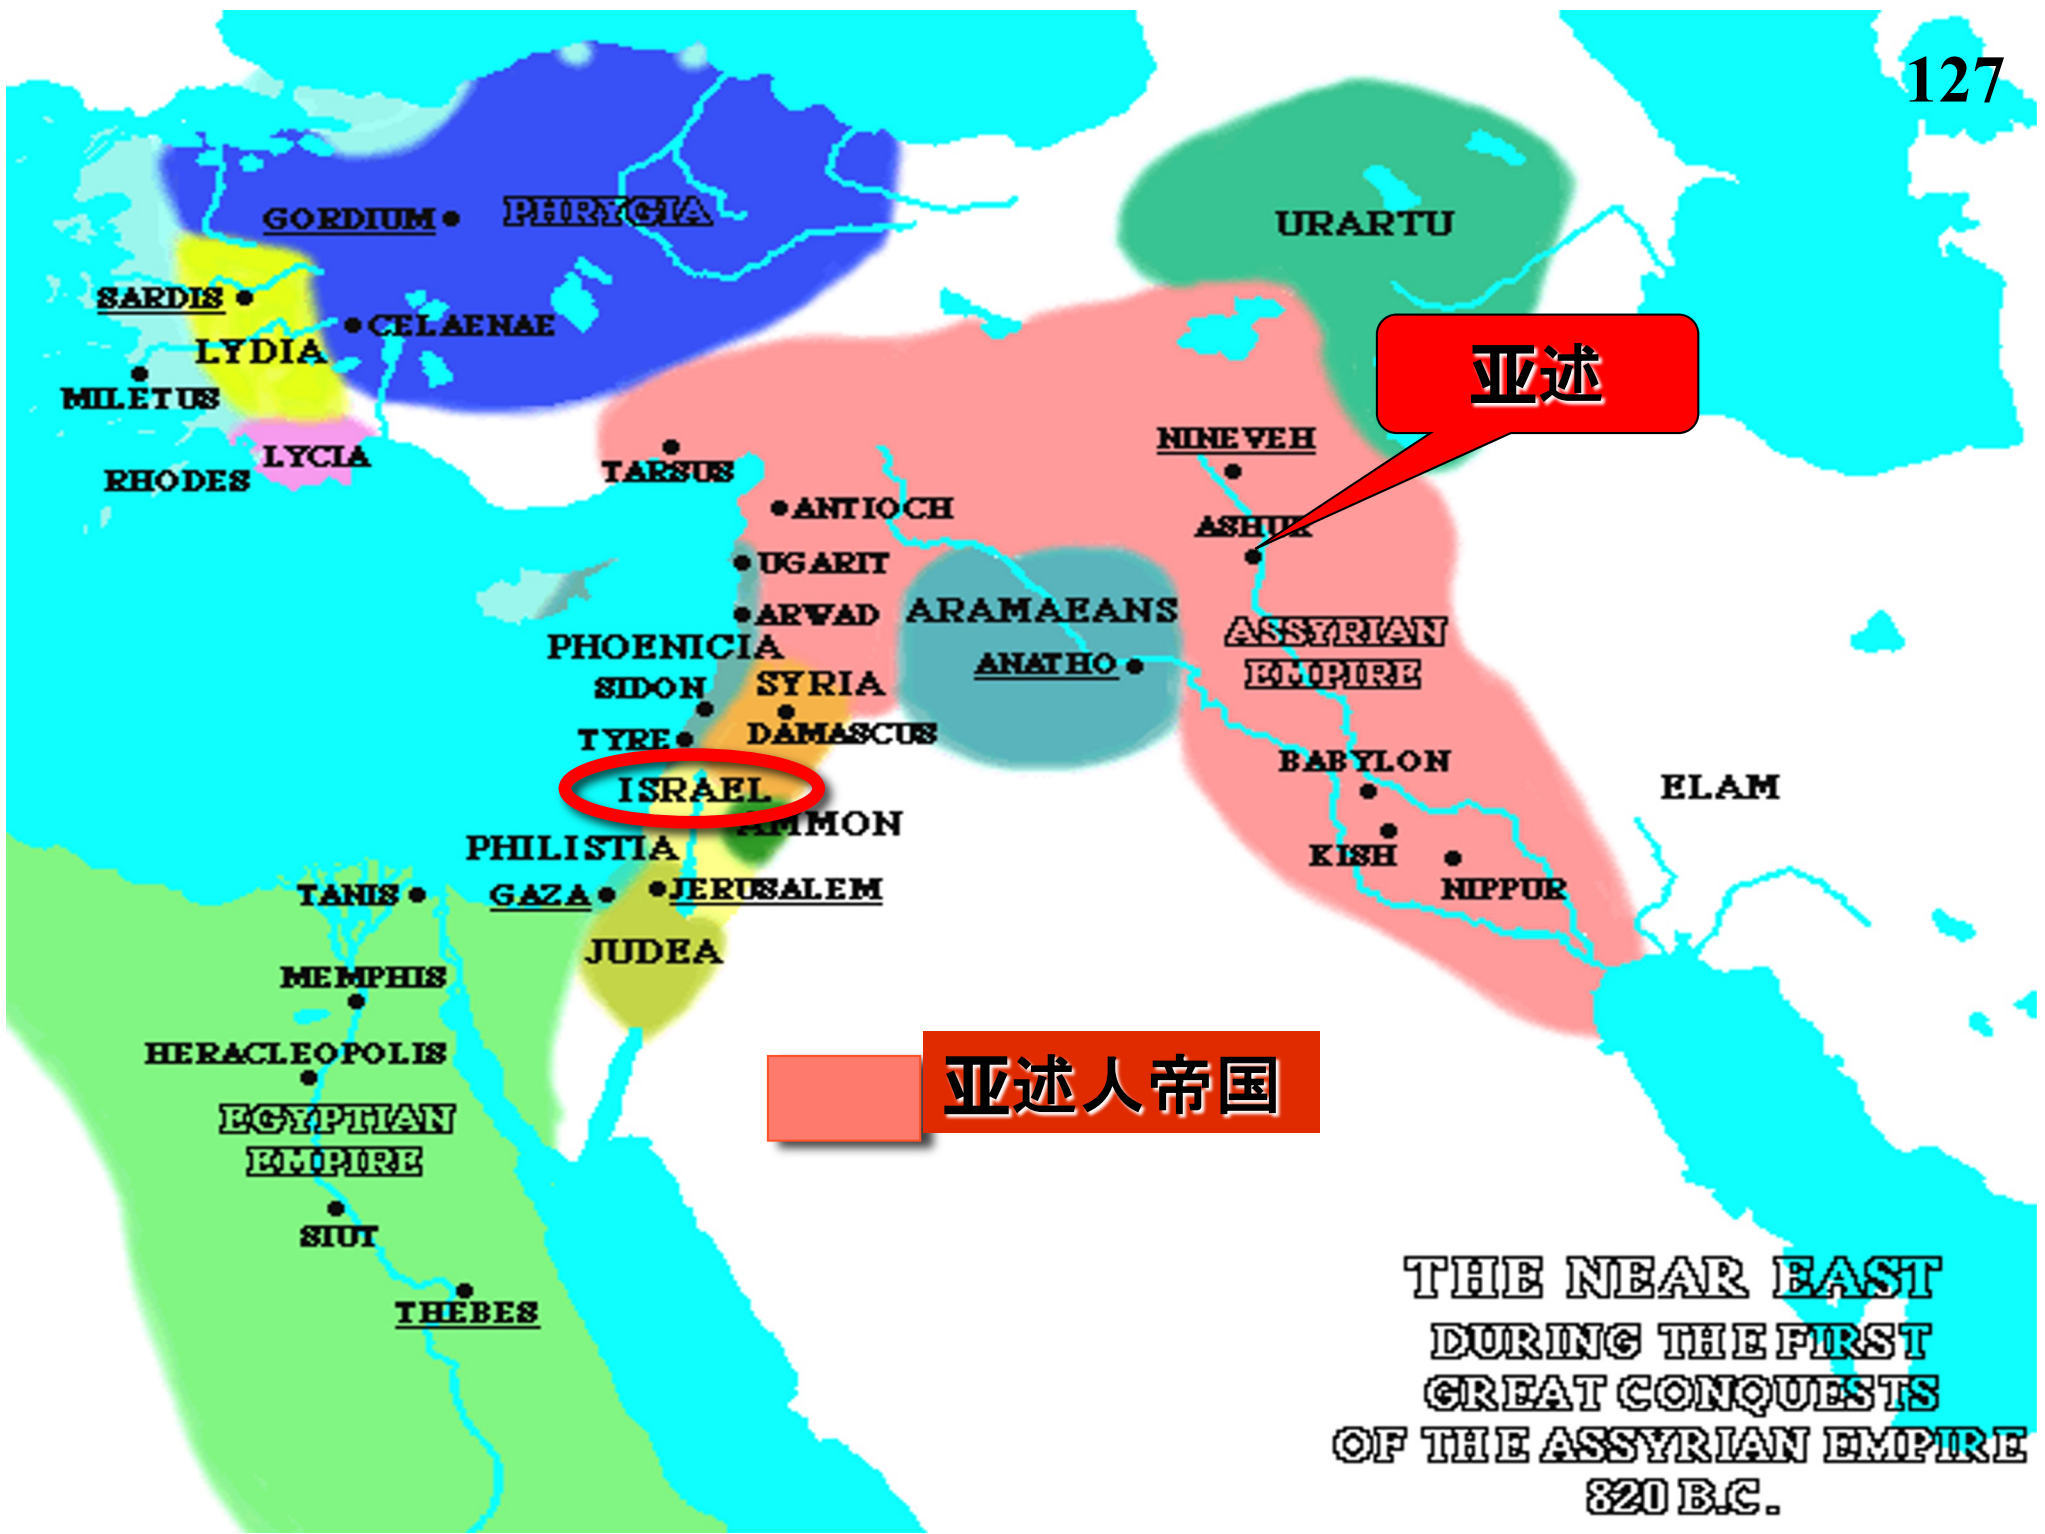 127
GORDIUM
PHRYGIA
URARTU
SARDIS
CELAENAE
LYDIA
MILETUS
亚述
LYCIA
RHODES
TARSUS
NINEVEH
ANTIOCH
ASHUR
UGARIT
ARWAD
ARAMAEANS
ASSYRIAN
EMPIRE
PHOENICIA
ANATHO
SIDON
SYRIA
TYRE
DAMASCUS
BABYLON
ISRAEL
ELAM
AMMON
PHILISTIA
KISH
TANIS
GAZA
JERUSALEM
NIPPUR
JUDEA
MEMPHIS
HERACLEOPOLIS
亚述人帝国
EGYPTIAN
EMPIRE
SIUT
THEBES
THE NEAR EAST
DURING THE FIRST
GREAT CONQUESTS
OF THE ASSYRIAN EMPIRE
820 B.C.